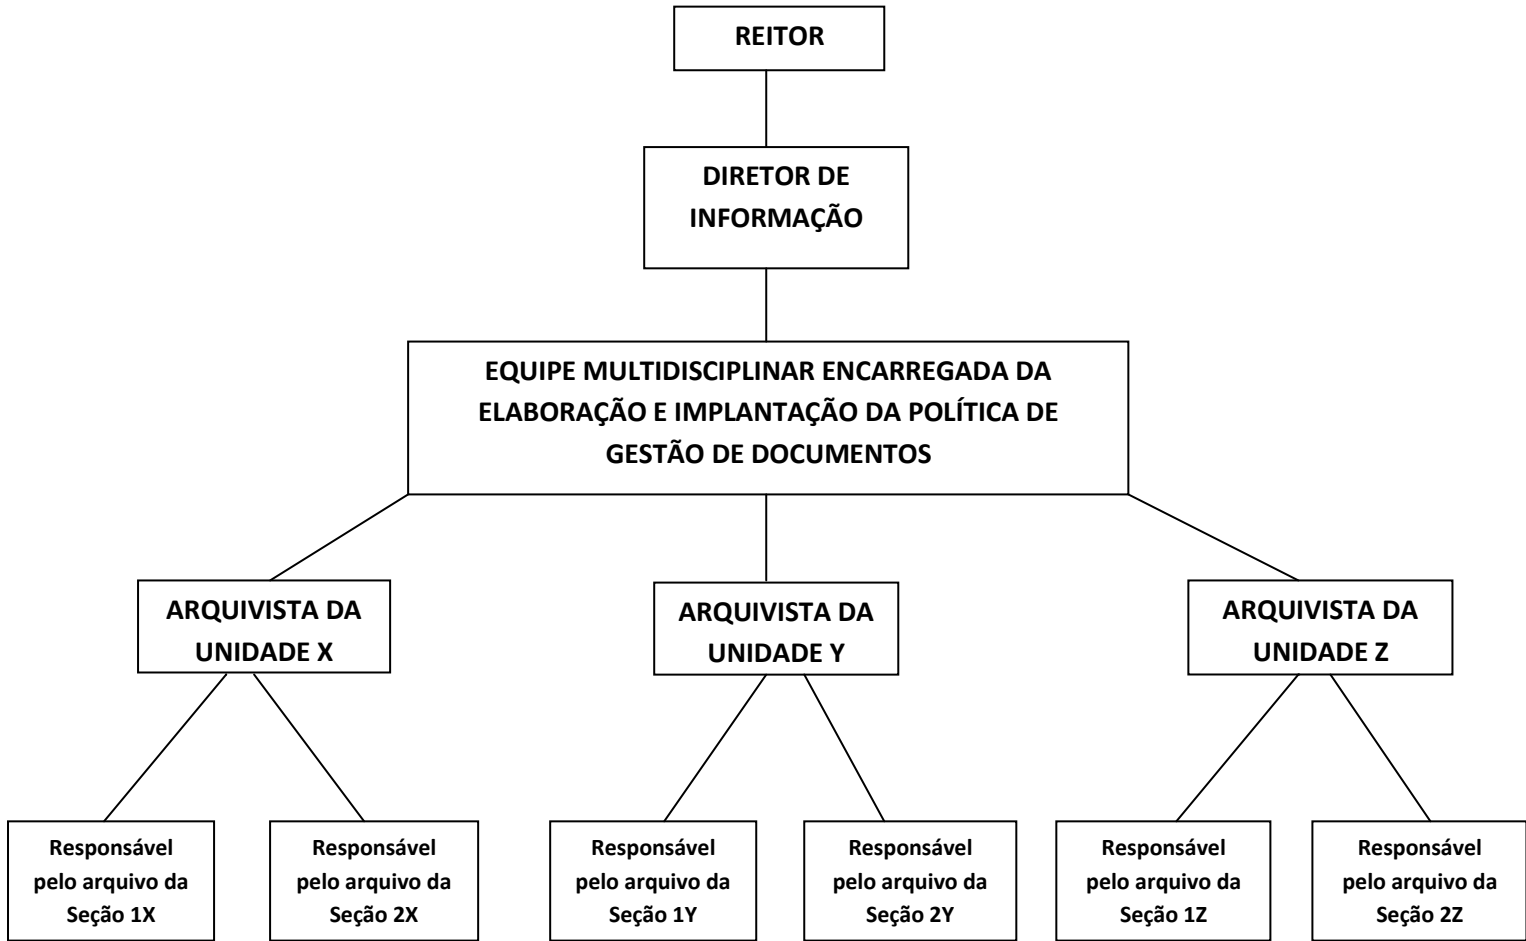 REITOR
DIRETOR DE
INFORMAÇÃO
EQUIPE MULTIDISCIPLINAR ENCARREGADA DA
ELABORAÇÃO E IMPLANTAÇÃO DA POLÍTICA DE
GESTÃO DE DOCUMENTOS
ARQUIVISTA DA
UNIDADE X
ARQUIVISTA DA
UNIDADE Y
ARQUIVISTA DA
UNIDADE Z
Responsável
pelo arquivo da
Seção 1X
Responsável
pelo arquivo da
Seção 2X
Responsável
pelo arquivo da
Seção 1Y
Responsável
pelo arquivo da
Seção 2Y
Responsável
pelo arquivo da
Seção 1Z
Responsável
pelo arquivo da
Seção 2Z